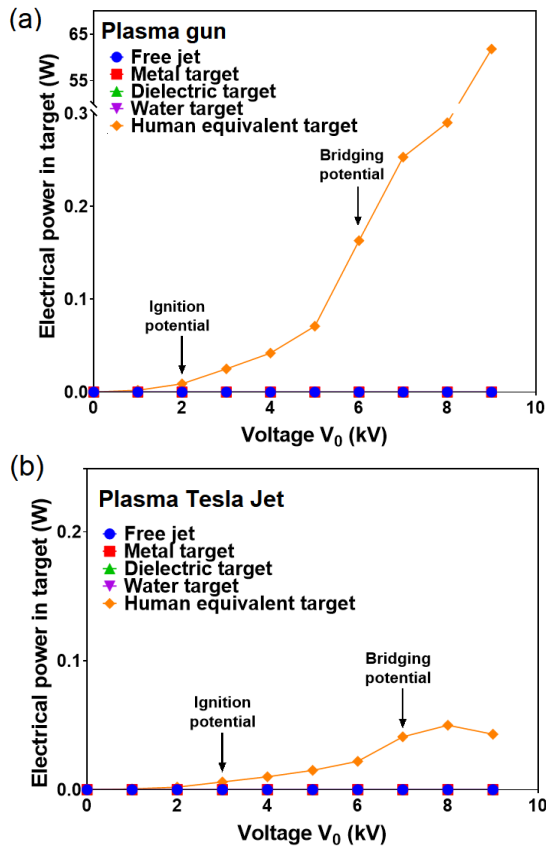 (a)
Plasma gun
Free jet
Metal target
Dielectric target
Water target
Human equivalent target
Electrical power in target (W)
65
55
0.3
0.2
0.1
0.0
Bridging
potential
Ignition
potential
0 2 4 6 8 10
Voltage V₀ (kV)
(b)
Plasma Tesla Jet
Free jet
Metal target
Dielectric target
Water target
Human equivalent target
Electrical power in target (W)
0.2
0.1
0.0
Bridging
potential
Ignition
potential
0 2 4 6 8 10
Voltage V₀ (kV)